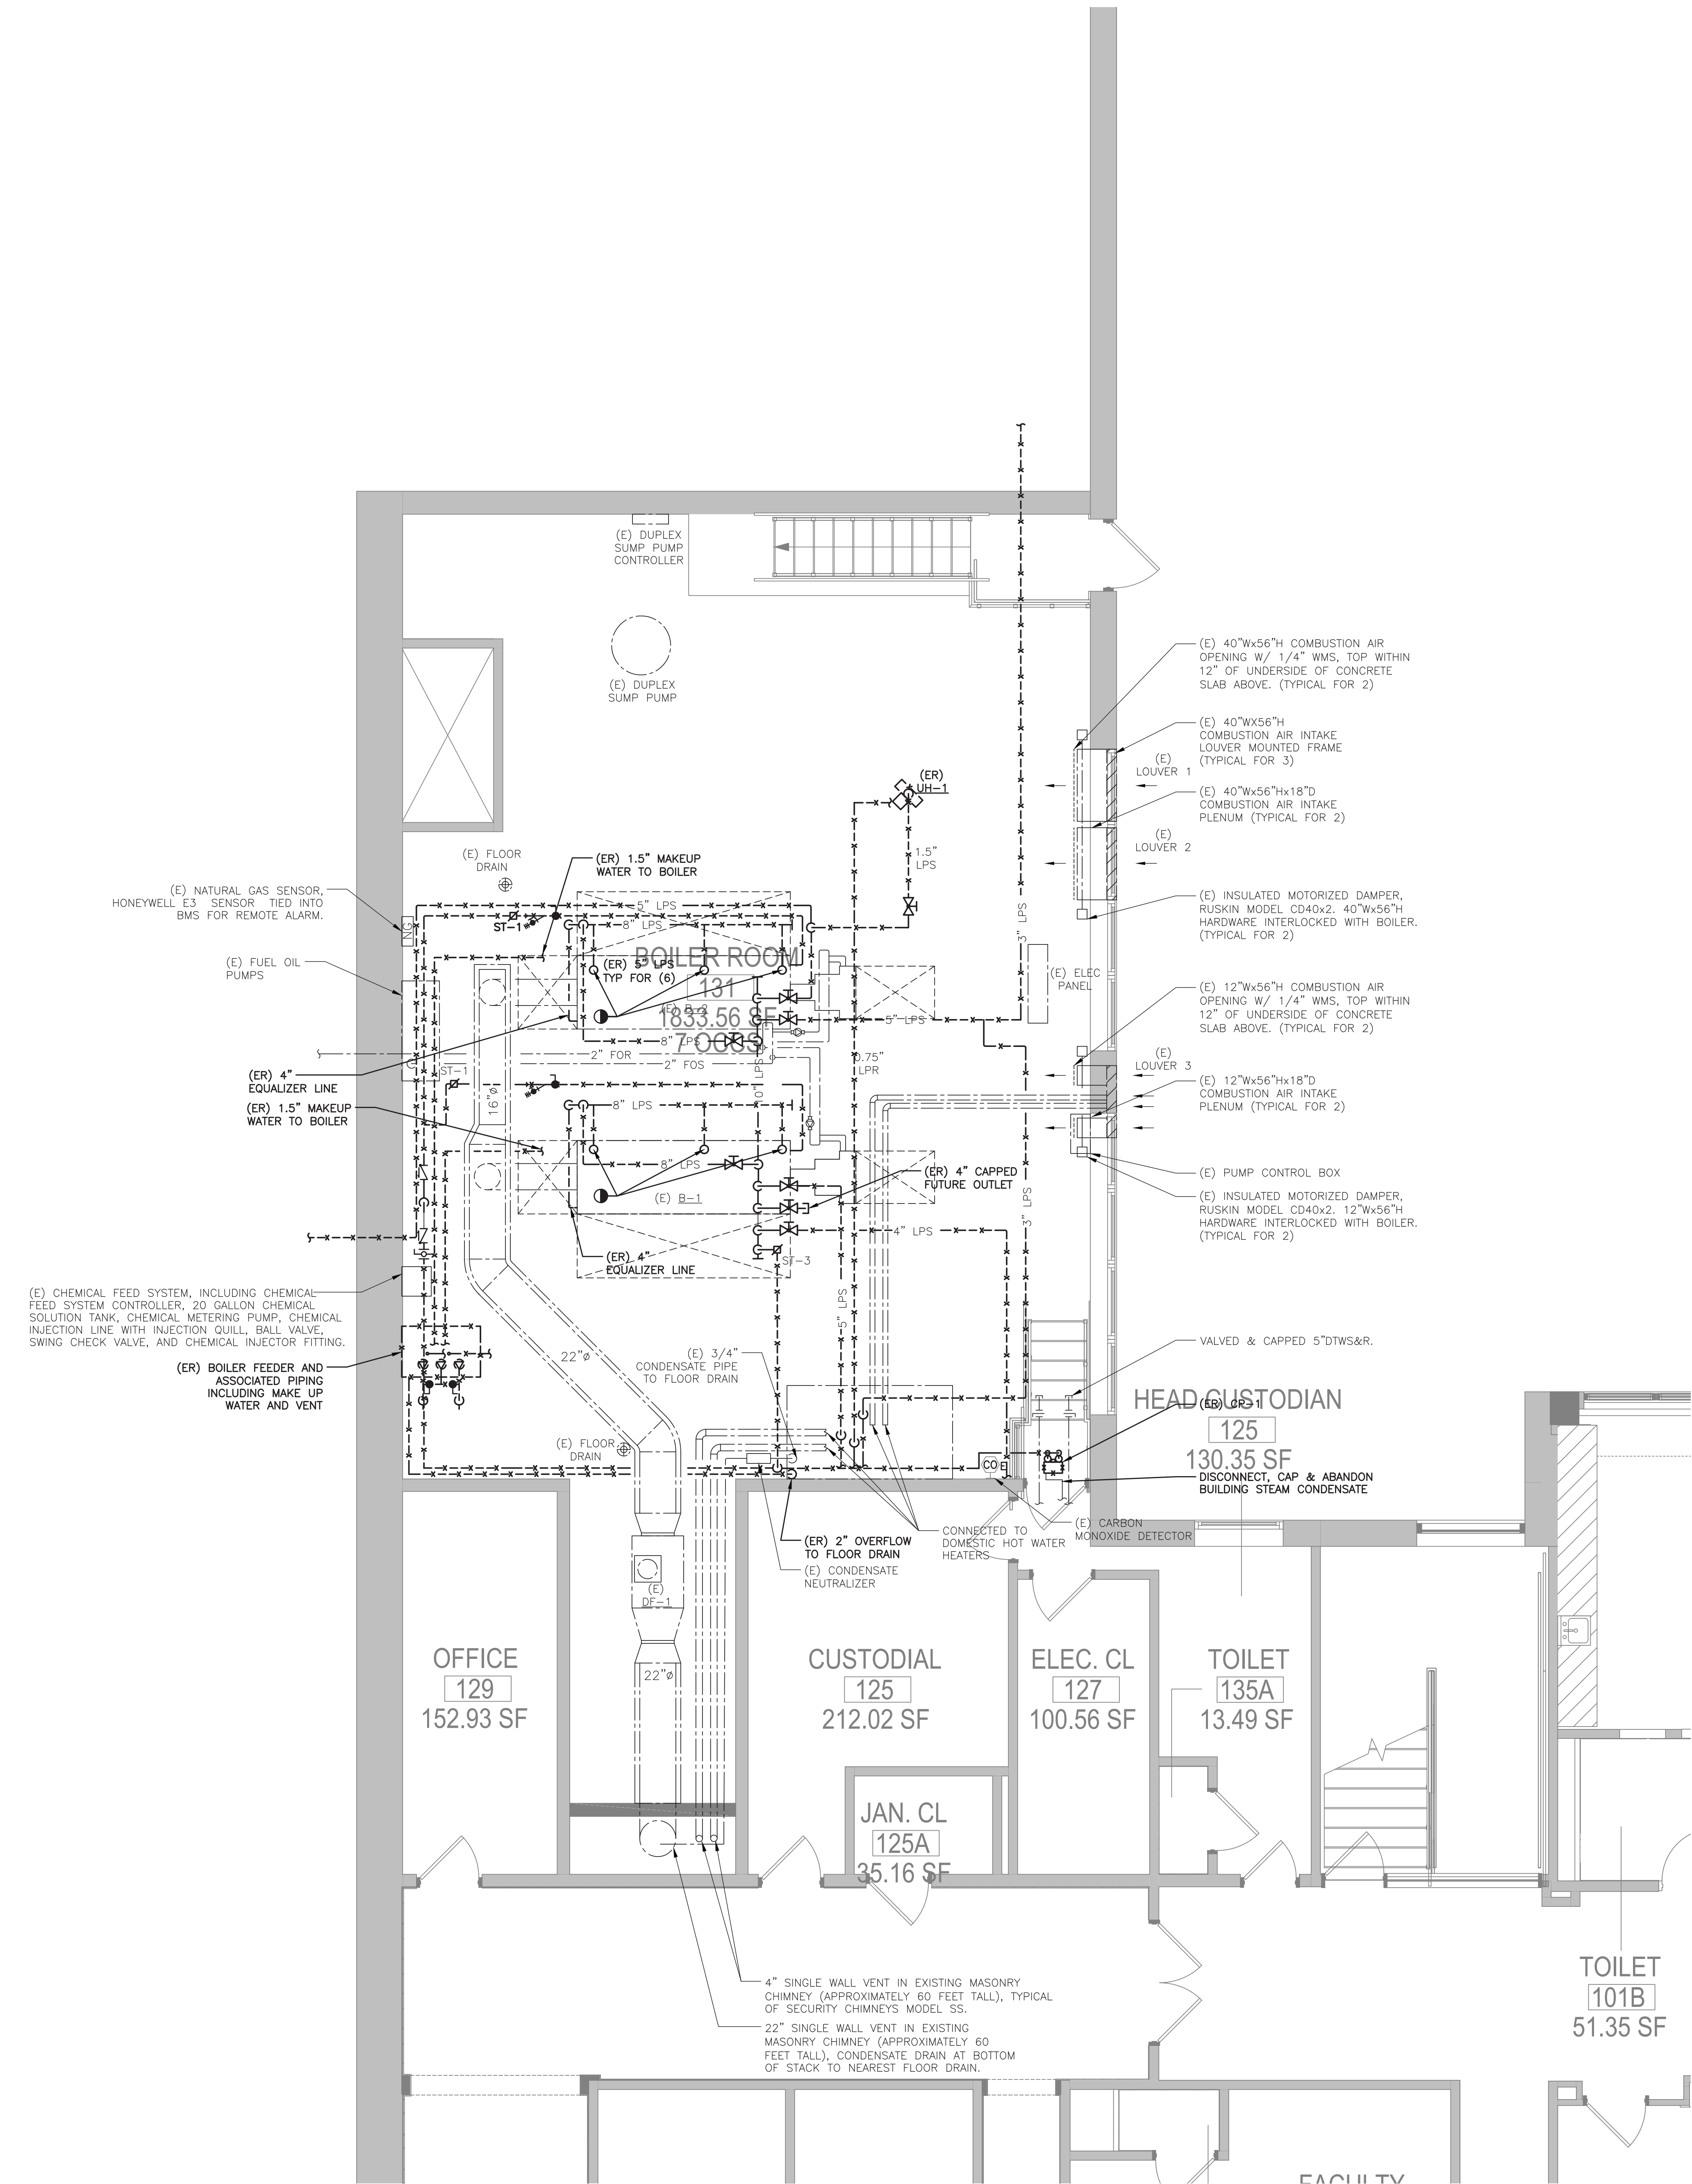 (E) DUPLEX
SUMP PUMP
CONTROLLER
(E) DUPLEX
SUMP PUMP
(E) 40"Wx56"H COMBUSTION AIR
OPENING W/ 1/4" WMS, TOP WITHIN
12" OF UNDERSIDE OF CONCRETE
SLAB ABOVE. (TYPICAL FOR 2)
(E) 40"WX56"H
COMBUSTION AIR INTAKE
LOUVER MOUNTED FRAME
(TYPICAL FOR 3)
(E)
LOUVER 1
(E) 40"Wx56"Hx18"D
COMBUSTION AIR INTAKE
PLENUM (TYPICAL FOR 2)
(E)
LOUVER 2
(ER)
UH-1
1.5"
LPS
3" LPS
(E) FLOOR
DRAIN
(ER) 1.5" MAKEUP
WATER TO BOILER
(E) NATURAL GAS SENSOR,
HONEYWELL E3 SENSOR TIED INTO
BMS FOR REMOTE ALARM.
NG
(E) INSULATED MOTORIZED DAMPER,
RUSKIN MODEL CD40x2. 40"Wx56"H
HARDWARE INTERLOCKED WITH BOILER.
(TYPICAL FOR 2)
5" LPS
ST-1
8" LPS
BOILER ROOM
131
1833.56 SF
7 OCCS
(ER) 5" LPS
TYP FOR (6)
(E) B-2
(E) FUEL OIL
PUMPS
(E) ELEC
PANEL
(E) 12"Wx56"H COMBUSTION AIR
OPENING W/ 1/4" WMS, TOP WITHIN
12" OF UNDERSIDE OF CONCRETE
SLAB ABOVE. (TYPICAL FOR 2)
5" LPS
8" LPS
2" FOR
2" FOS
0.75"
LPR
10" LPS
(E)
LOUVER 3
ST-1
16"ø
(ER) 4"
EQUALIZER LINE
(ER) 1.5" MAKEUP
WATER TO BOILER
(E) 12"Wx56"Hx18"D
COMBUSTION AIR INTAKE
PLENUM (TYPICAL FOR 2)
8" LPS
8" LPS
(E) B-1
(ER) 4" CAPPED
FUTURE OUTLET
(E) PUMP CONTROL BOX
(E) INSULATED MOTORIZED DAMPER,
RUSKIN MODEL CD40x2. 12"Wx56"H
HARDWARE INTERLOCKED WITH BOILER.
(TYPICAL FOR 2)
3" LPS
4" LPS
ST-3
(ER) 4"
EQUALIZER LINE
(E) CHEMICAL FEED SYSTEM, INCLUDING CHEMICAL
FEED SYSTEM CONTROLLER, 20 GALLON CHEMICAL
SOLUTION TANK, CHEMICAL METERING PUMP, CHEMICAL
INJECTION LINE WITH INJECTION QUILL, BALL VALVE,
SWING CHECK VALVE, AND CHEMICAL INJECTOR FITTING.
5" LPS
VALVED & CAPPED 5"DTWS&R.
22"ø
(E) 3/4"
CONDENSATE PIPE
TO FLOOR DRAIN
(ER) BOILER FEEDER AND
ASSOCIATED PIPING
INCLUDING MAKE UP
WATER AND VENT
HEAD CUSTODIAN
125
130.35 SF
(ER) CP-1
(E) FLOOR
DRAIN
CO
E
DISCONNECT, CAP & ABANDON
BUILDING STEAM CONDENSATE
(E) CARBON
MONOXIDE DETECTOR
CONNECTED TO
DOMESTIC HOT WATER
HEATERS
(ER) 2" OVERFLOW
TO FLOOR DRAIN
(E) CONDENSATE
NEUTRALIZER
(E)
DF-1
22"ø
OFFICE
129
152.93 SF
CUSTODIAL
125
212.02 SF
ELEC. CL
127
100.56 SF
TOILET
135A
13.49 SF
JAN. CL
125A
35.16 SF
4" SINGLE WALL VENT IN EXISTING MASONRY
CHIMNEY (APPROXIMATELY 60 FEET TALL), TYPICAL
OF SECURITY CHIMNEYS MODEL SS.
22" SINGLE WALL VENT IN EXISTING
MASONRY CHIMNEY (APPROXIMATELY 60
FEET TALL), CONDENSATE DRAIN AT BOTTOM
OF STACK TO NEAREST FLOOR DRAIN.
TOILET
101B
51.35 SF
FACULTY